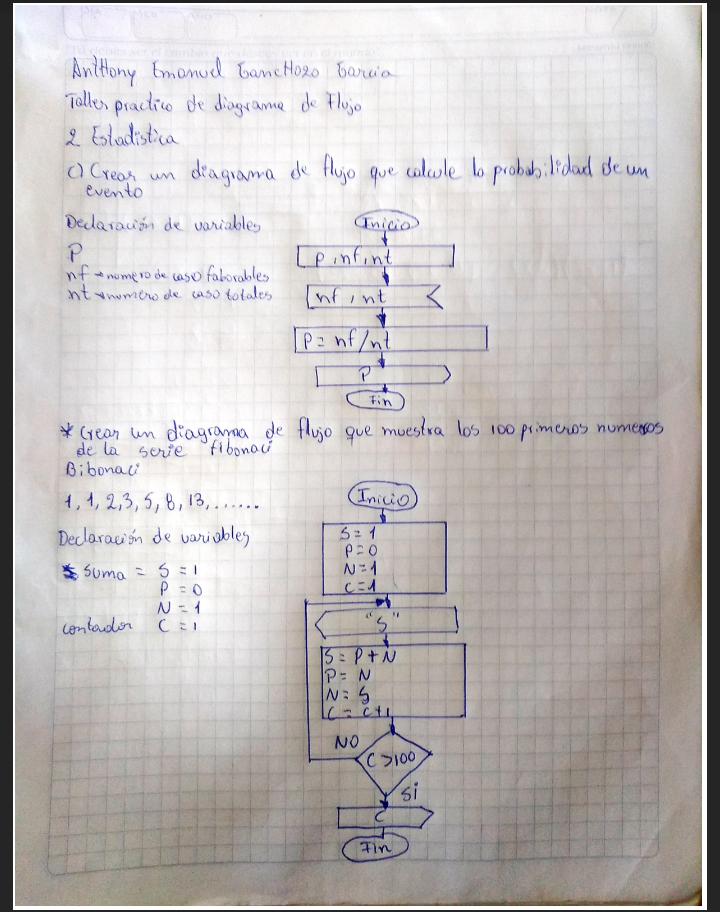 Anthony Emanuel Ganchozo Garcia
Taller practico de diagrama de Flujo
2 Estadistica
c) Crear un diagrama de flujo que calcule la probabilidad de un
evento
Declaración de variables
P
nf → numero de caso faborables
nt → numero de caso totales
Inicio
P, nf, nt
nf, nt
P = nf/nt
P
Fin
* Crear un diagrama de flujo que muestra los 100 primeros numeros
de la serie fibonaci
Bibonaci
1, 1, 2, 3, 5, 8, 13, .......
Declaración de variables
Suma = S = 1
P = 0
N = 1
contador C = 1
Inicio
S = 1
P = 0
N = 1
C = 1
"S"
S = P + N
P = N
N = S
C = C + 1
NO
C > 100
Si
C
Fin